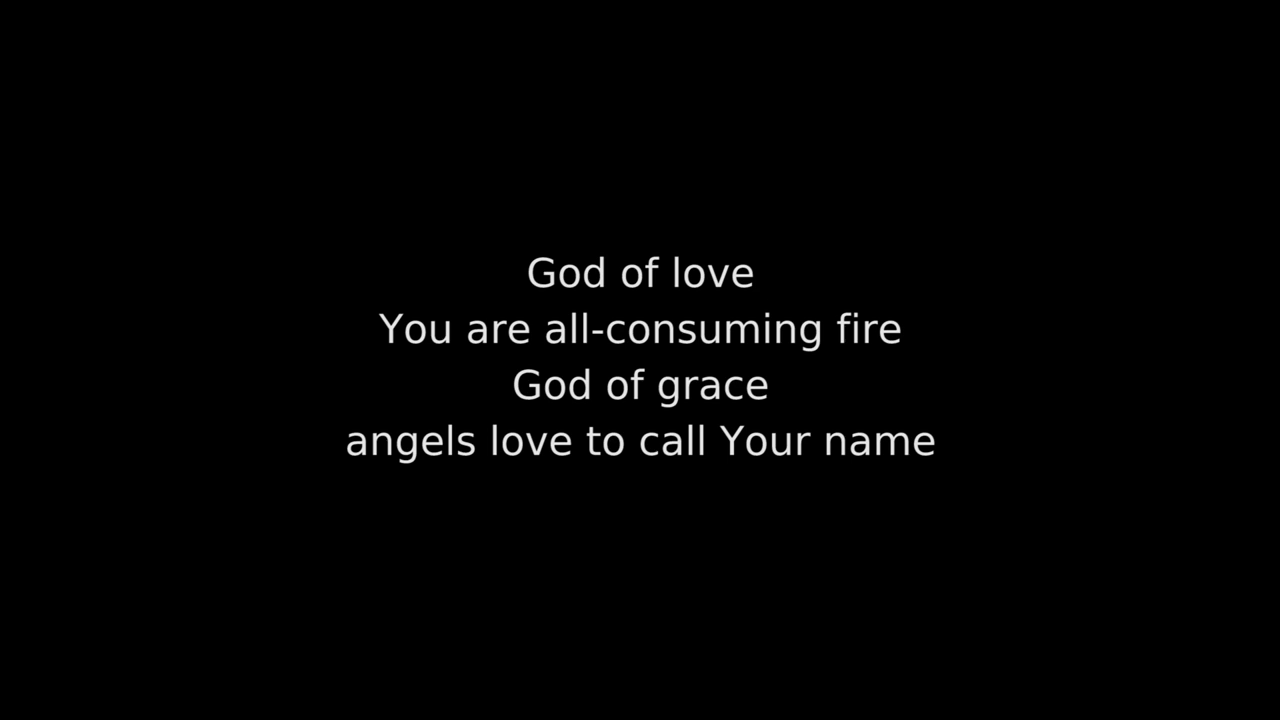 God of love
You are all-consuming fire
God of grace
angels love to call Your name